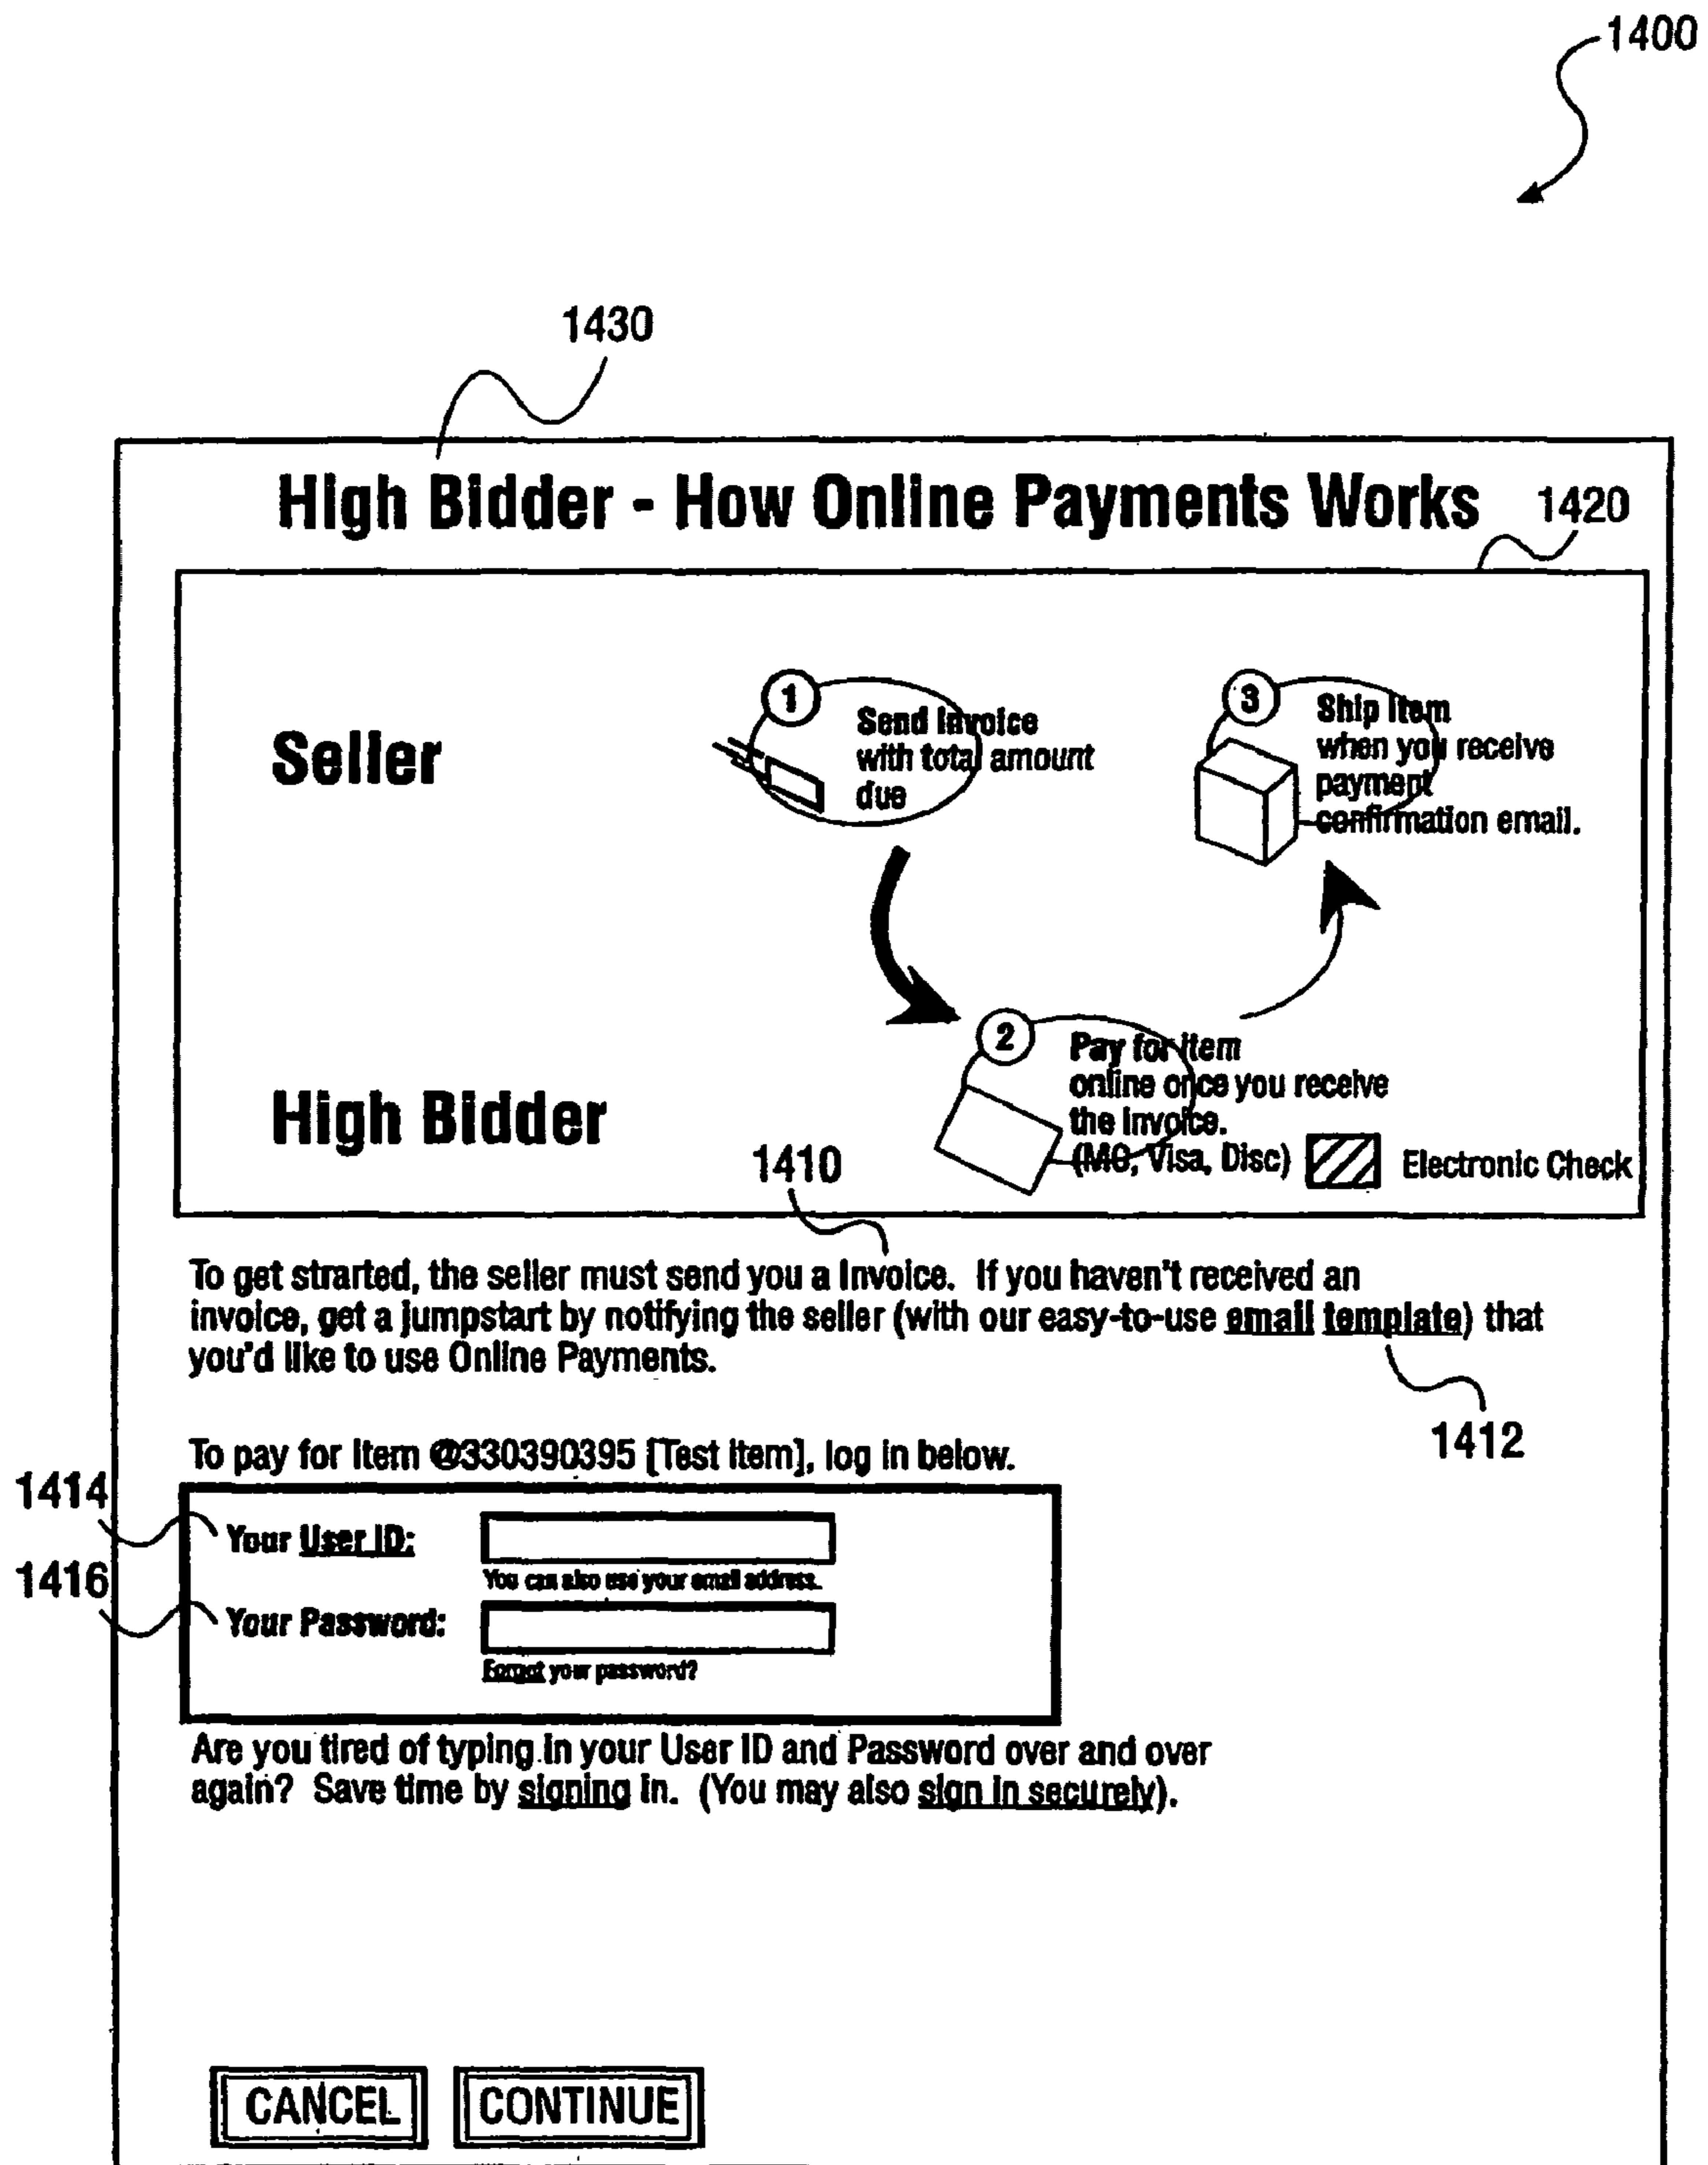 1400
1430
High Bidder - How Online Payments Works
1420
Seller
1
Send Invoice
with total amount
due
3
Ship Item
when you receive
payment
confirmation email.
High Bidder
2
Pay for Item
online once you receive
the Invoice.
(MC, Visa, Disc)
Electronic Check
1410
To get strarted, the seller must send you a Invoice. If you haven't received an
invoice, get a jumpstart by notifying the seller (with our easy-to-use email template) that
you'd like to use Online Payments.
1412
To pay for Item @330390395 [Test Item], log in below.
1414
Your User ID:
You can also use your email address.
1416
Your Password:
Forgot your password?
Are you tired of typing in your User ID and Password over and over
again? Save time by signing in. (You may also sign in securely).
CANCEL
CONTINUE